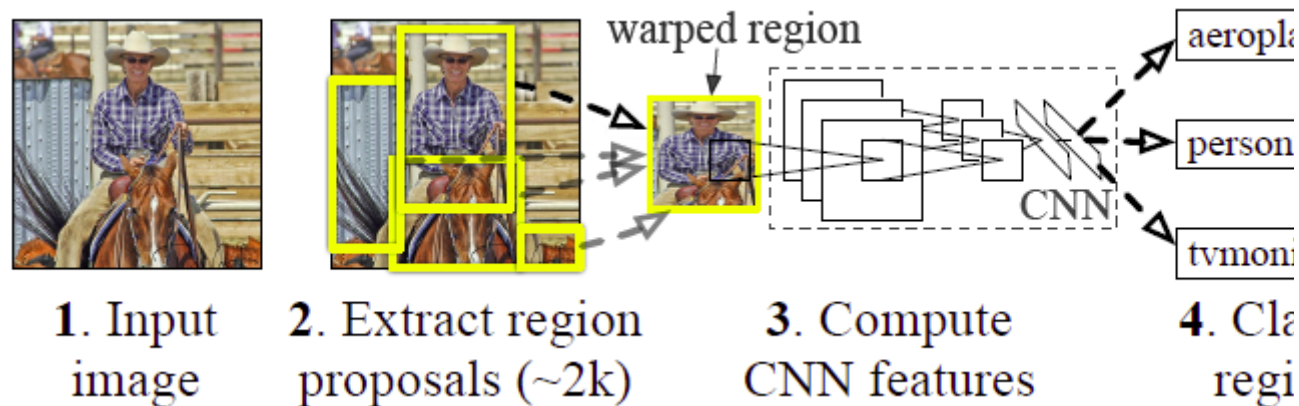 warped region
aeropla
person
tvmoni
CNN
1. Input
image
2. Extract region
proposals (~2k)
3. Compute
CNN features
4. Cla
regi